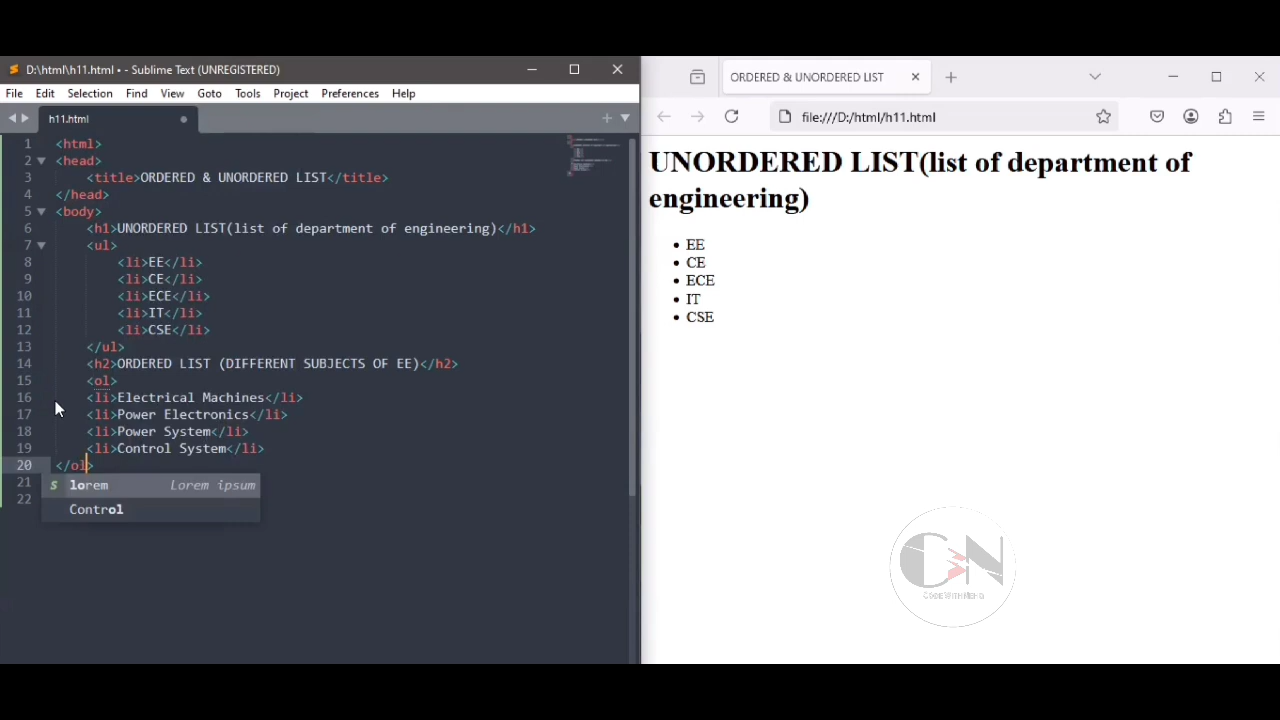 D:\html\h11.html • - Sublime Text (UNREGISTERED)
File Edit Selection Find View Goto Tools Project Preferences Help
h11.html
1 <html>
2 <head>
3 <title>ORDERED & UNORDERED LIST</title>
4 </head>
5 <body>
6 <h1>UNORDERED LIST(list of department of engineering)</h1>
7 <ul>
8 <li>EE</li>
9 <li>CE</li>
10 <li>ECE</li>
11 <li>IT</li>
12 <li>CSE</li>
13 </ul>
14 <h2>ORDERED LIST (DIFFERENT SUBJECTS OF EE)</h2>
15 <ol>
16 <li>Electrical Machines</li>
17 <li>Power Electronics</li>
18 <li>Power System</li>
19 <li>Control System</li>
20 </ol>
21
22
S lorem Lorem ipsum
Control
ORDERED & UNORDERED LIST
file:///D:/html/h11.html
UNORDERED LIST(list of department of
engineering)
• EE
• CE
• ECE
• IT
• CSE